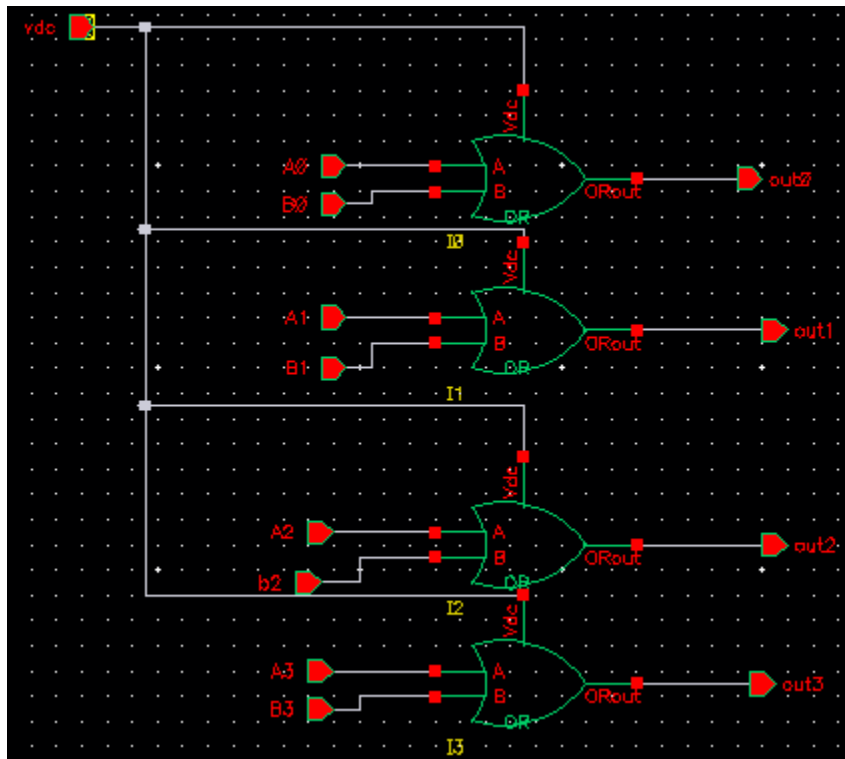 vdc
Vdc
A0 A
B0 B
ORout out0
OR
I0
Vdc
A1 A
B1 B
ORout out1
OR
I1
Vdc
A2 A
b2 B
ORout out2
OR
I2
Vdc
A3 A
B3 B
ORout out3
OR
I3